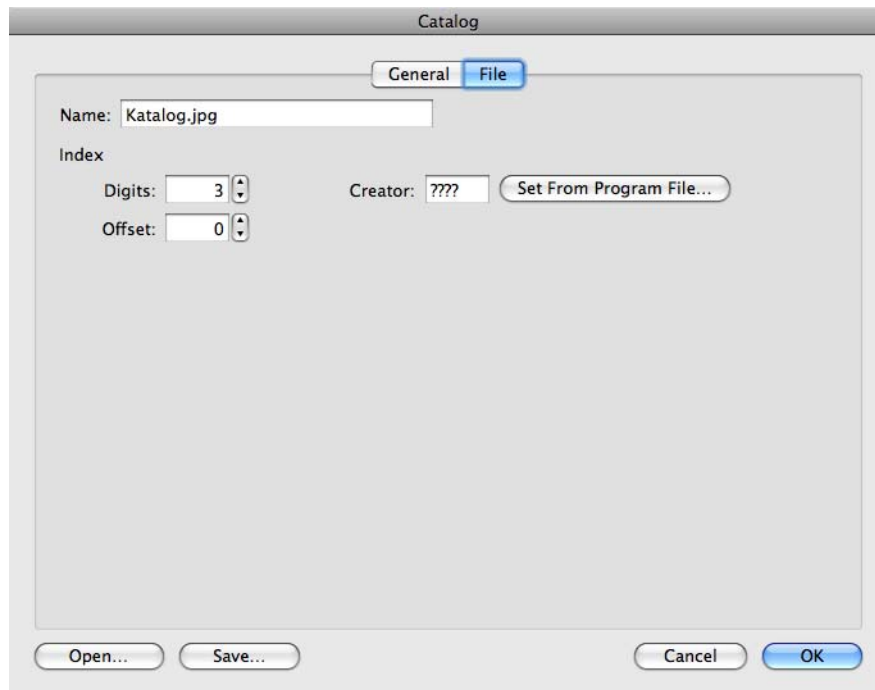 Catalog
General File
Name: Katalog.jpg
Index
Digits: 3 Creator: ???? Set From Program File...
Offset: 0
Open... Save... Cancel OK